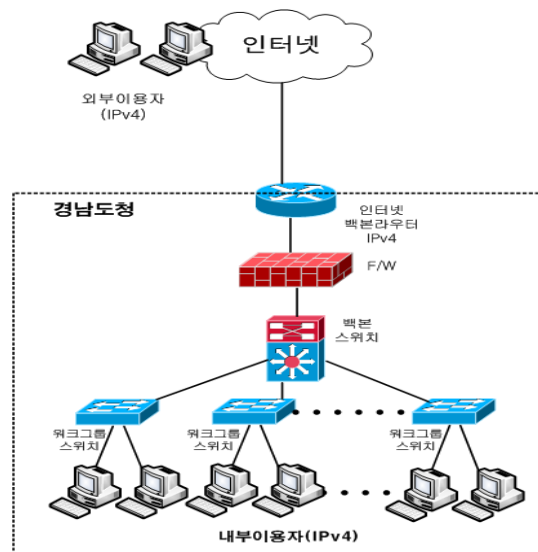 인터넷
외부이용자
(IPv4)
경남도청
인터넷
백본라우터
IPv4
F/W
백본
스위치
워크그룹
스위치
워크그룹
스위치
워크그룹
스위치
내부이용자(IPv4)